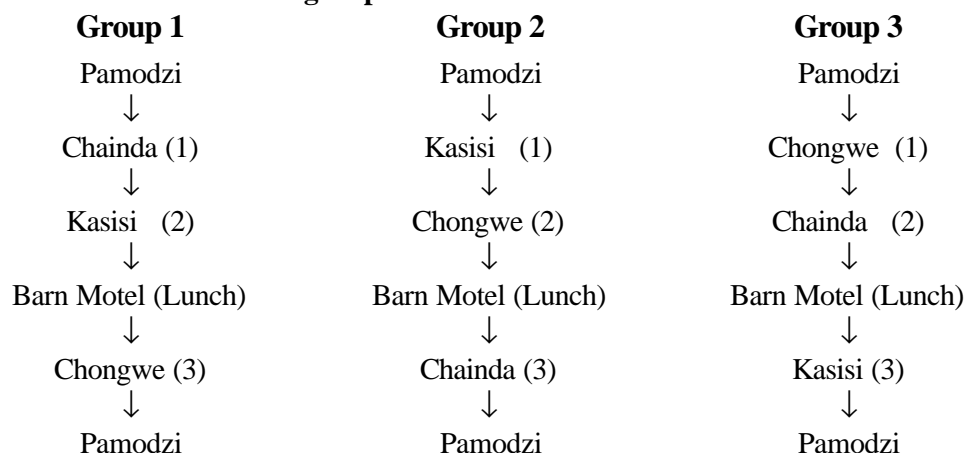 Group 1 Group 2 Group 3
Pamodzi Pamodzi Pamodzi
↓ ↓ ↓
Chainda (1) Kasisi (1) Chongwe (1)
↓ ↓ ↓
Kasisi (2) Chongwe (2) Chainda (2)
↓ ↓ ↓
Barn Motel (Lunch) Barn Motel (Lunch) Barn Motel (Lunch)
↓ ↓ ↓
Chongwe (3) Chainda (3) Kasisi (3)
↓ ↓ ↓
Pamodzi Pamodzi Pamodzi